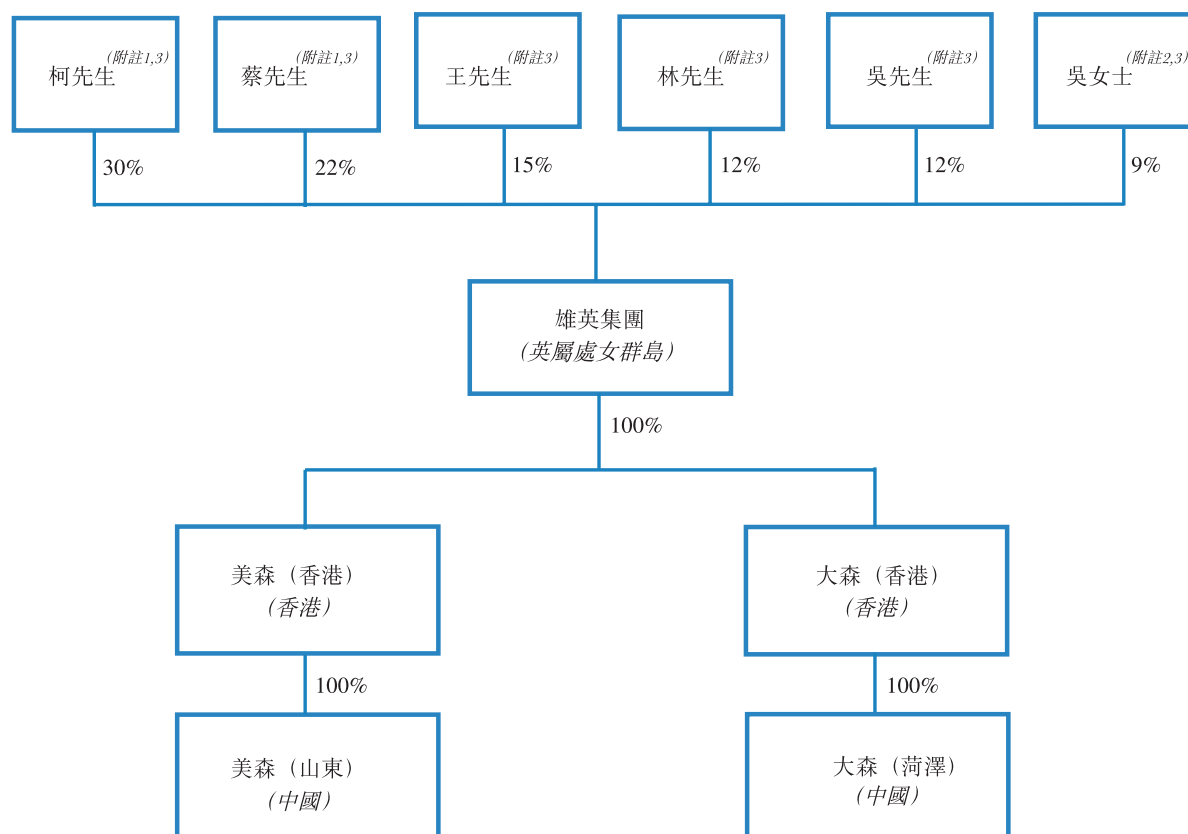 柯先生(附註1,3)
蔡先生(附註1,3)
王先生(附註3)
林先生(附註3)
吳先生(附註3)
吳女士(附註2,3)
30%
22%
15%
12%
12%
9%
雄英集團
(英屬處女群島)
100%
美森（香港）
(香港)
大森（香港）
(香港)
100%
100%
美森（山東）
(中國)
大森（菏澤）
(中國)